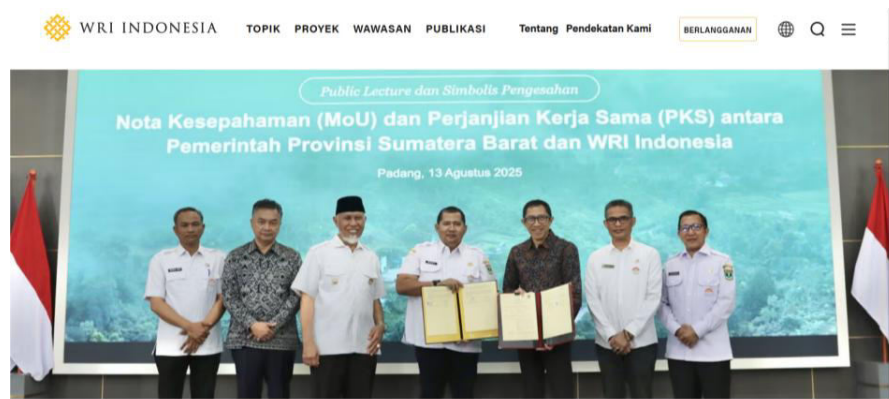 WRI INDONESIA
TOPIK PROYEK WAWASAN PUBLIKASI Tentang Pendekatan Kami BERLANGGANAN
Public Lecture dan Simbolis Pengesahan
Nota Kesepahaman (MoU) dan Perjanjian Kerja Sama (PKS) antara
Pemerintah Provinsi Sumatera Barat dan WRI Indonesia
Padang, 13 Agustus 2025